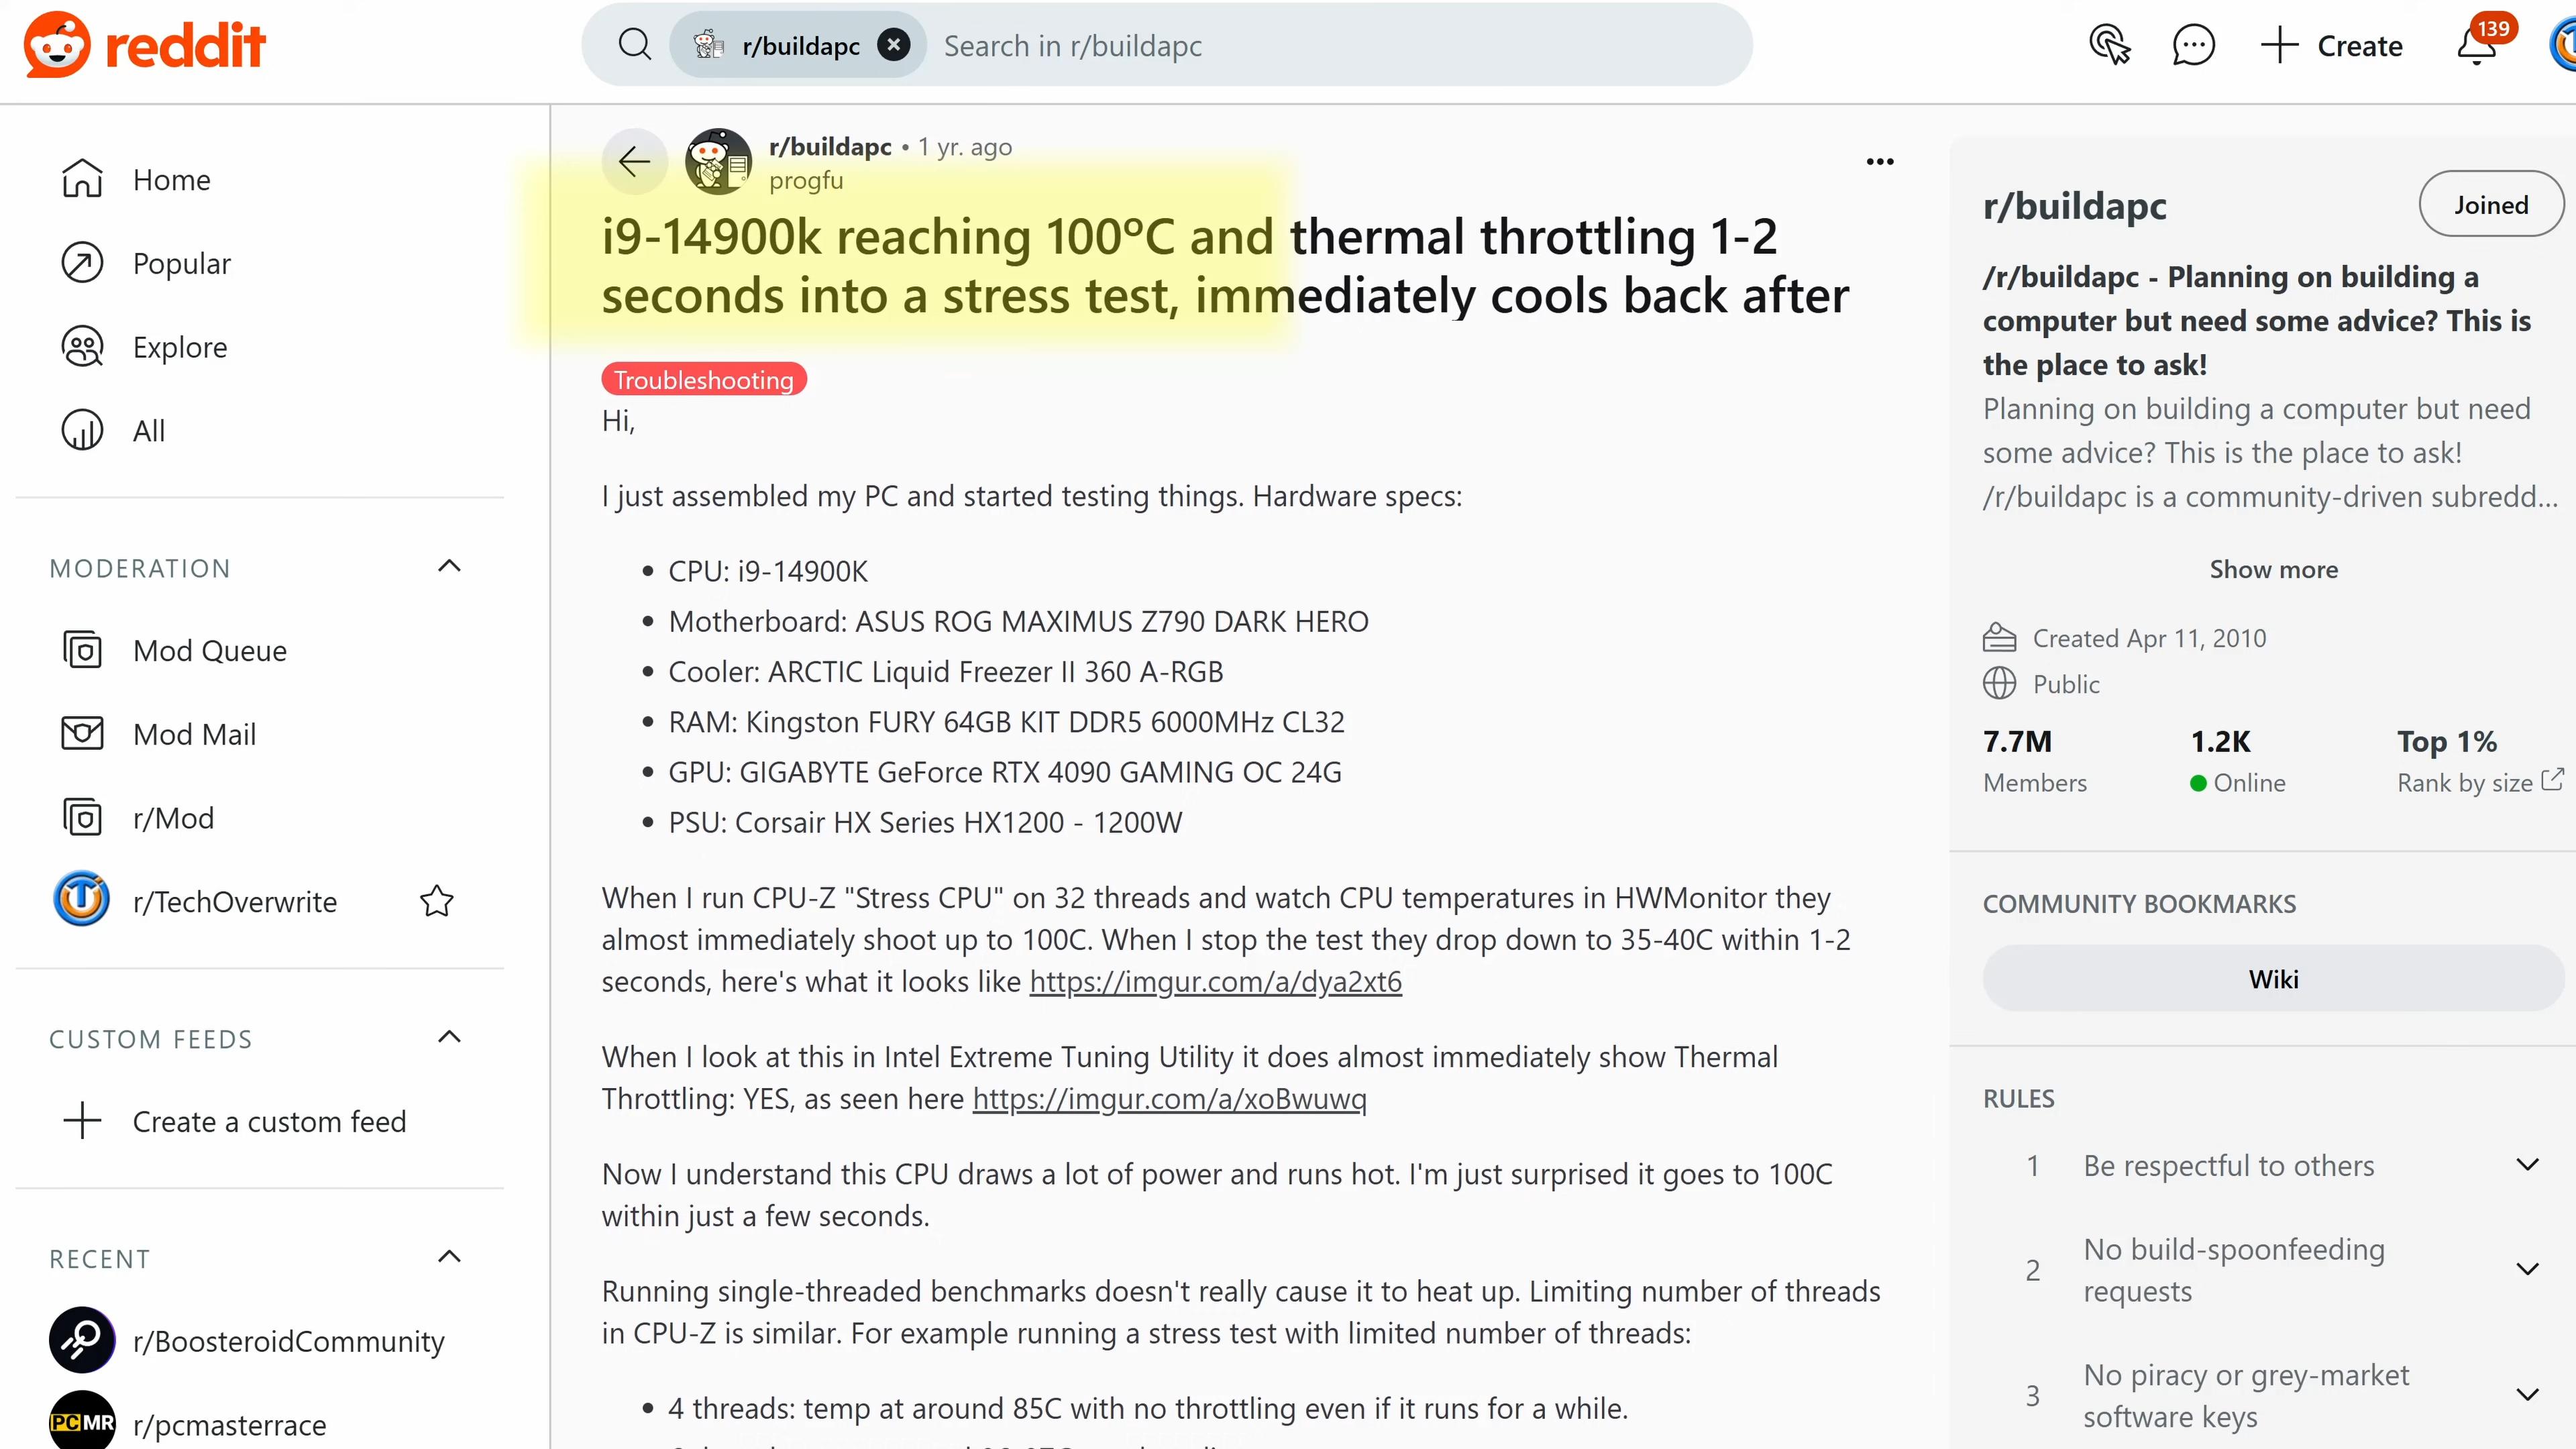 reddit
r/buildapc
Search in r/buildapc
Create
139
Home
Popular
Explore
All
MODERATION
Mod Queue
Mod Mail
r/Mod
r/TechOverwrite
CUSTOM FEEDS
Create a custom feed
RECENT
r/BoosteroidCommunity
PCMR
r/pcmasterrace
r/buildapc • 1 yr. ago
progfu
i9-14900k reaching 100ºC and thermal throttling 1-2
seconds into a stress test, immediately cools back after
Troubleshooting
Hi,
I just assembled my PC and started testing things. Hardware specs:
• CPU: i9-14900K
• Motherboard: ASUS ROG MAXIMUS Z790 DARK HERO
• Cooler: ARCTIC Liquid Freezer II 360 A-RGB
• RAM: Kingston FURY 64GB KIT DDR5 6000MHz CL32
• GPU: GIGABYTE GeForce RTX 4090 GAMING OC 24G
• PSU: Corsair HX Series HX1200 - 1200W
When I run CPU-Z "Stress CPU" on 32 threads and watch CPU temperatures in HWMonitor they
almost immediately shoot up to 100C. When I stop the test they drop down to 35-40C within 1-2
seconds, here's what it looks like https://imgur.com/a/dya2xt6
When I look at this in Intel Extreme Tuning Utility it does almost immediately show Thermal
Throttling: YES, as seen here https://imgur.com/a/xoBwuwq
Now I understand this CPU draws a lot of power and runs hot. I'm just surprised it goes to 100C
within just a few seconds.
Running single-threaded benchmarks doesn't really cause it to heat up. Limiting number of threads
in CPU-Z is similar. For example running a stress test with limited number of threads:
• 4 threads: temp at around 85C with no throttling even if it runs for a while.
r/buildapc
Joined
/r/buildapc - Planning on building a
computer but need some advice? This is
the place to ask!
Planning on building a computer but need
some advice? This is the place to ask!
/r/buildapc is a community-driven subredd...
Show more
Created Apr 11, 2010
Public
7.7M
Members
1.2K
Online
Top 1%
Rank by size
COMMUNITY BOOKMARKS
Wiki
RULES
1 Be respectful to others
2 No build-spoonfeeding
requests
3 No piracy or grey-market
software keys